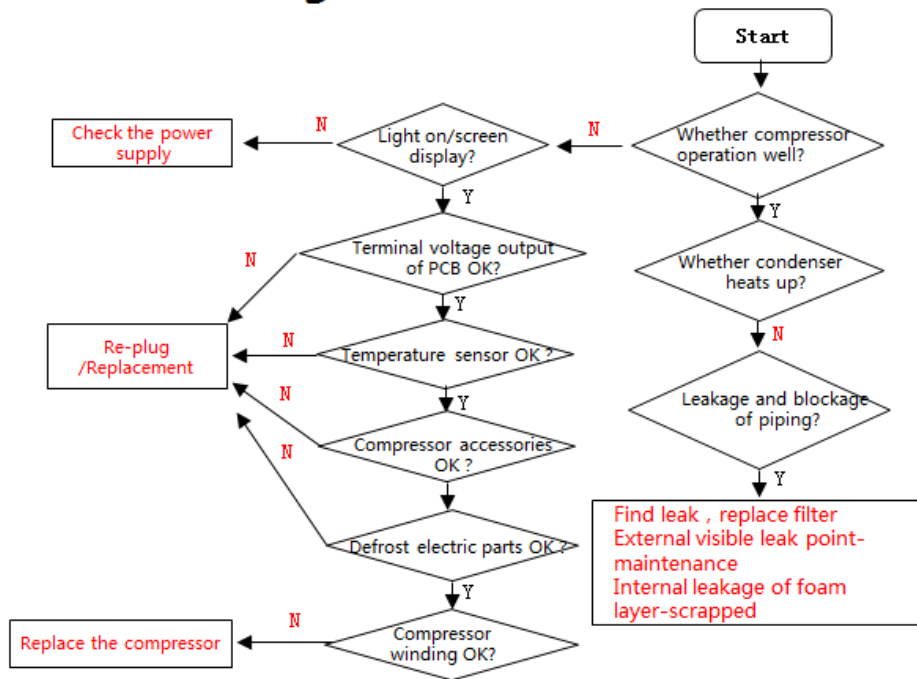 Start
Whether compressor
operation well?
N
Light on/screen
display?
N
Check the power
supply
Y
Y
Terminal voltage output
of PCB OK?
N
Whether condenser
heats up?
Y
N
Re-plug
/Replacement
N
Temperature sensor OK ?
Y
Leakage and blockage
of piping?
N
Compressor accessories
OK ?
N
Y
Find leak , replace filter
External visible leak point-
maintenance
Internal leakage of foam
layer-scrapped
Defrost electric parts OK ?
Y
Compressor
winding OK?
N
Replace the compressor